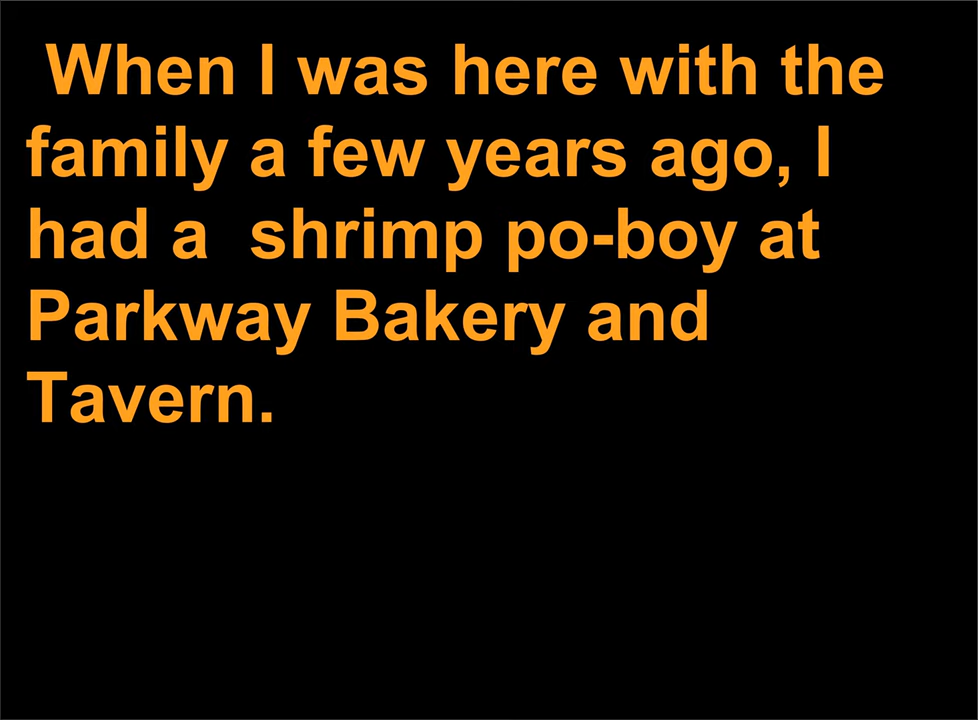 When I was here with the
family a few years ago, I
had a  shrimp po-boy at
Parkway Bakery and
Tavern.